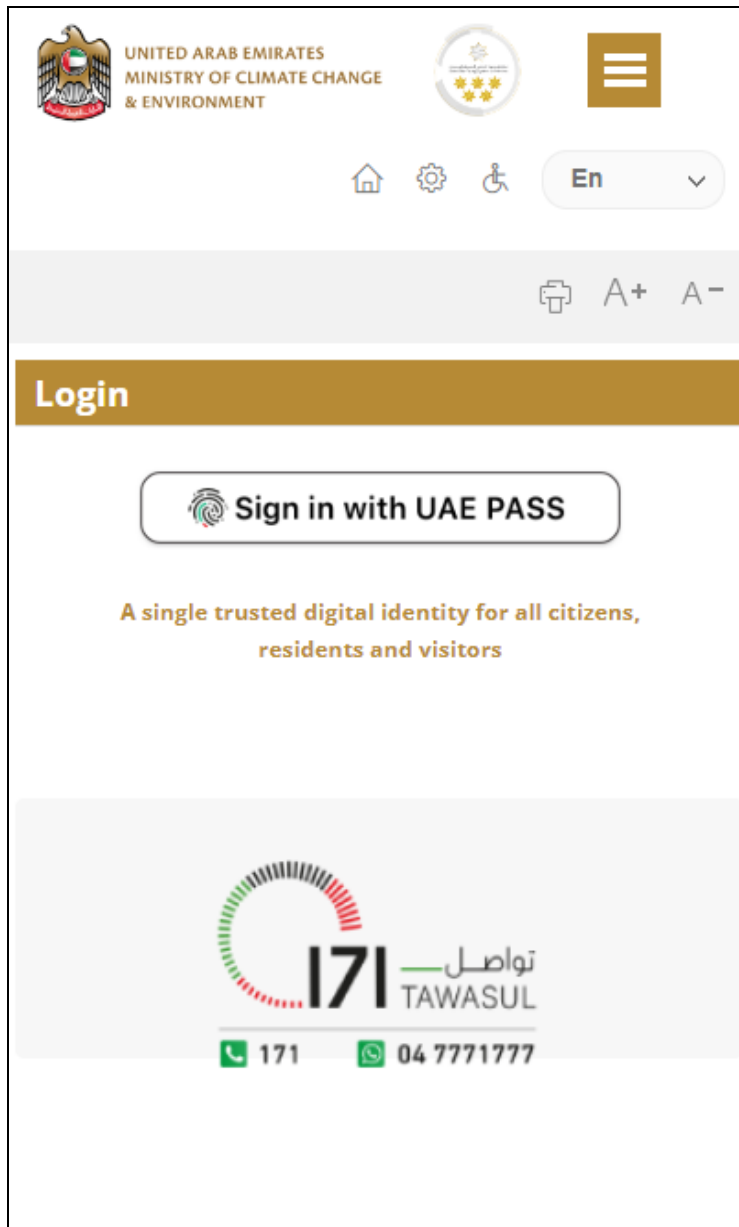 UNITED ARAB EMIRATES
MINISTRY OF CLIMATE CHANGE
& ENVIRONMENT
En
A+ A-
Login
Sign in with UAE PASS
A single trusted digital identity for all citizens,
residents and visitors
171 تواصل
TAWASUL
171 04 7771777